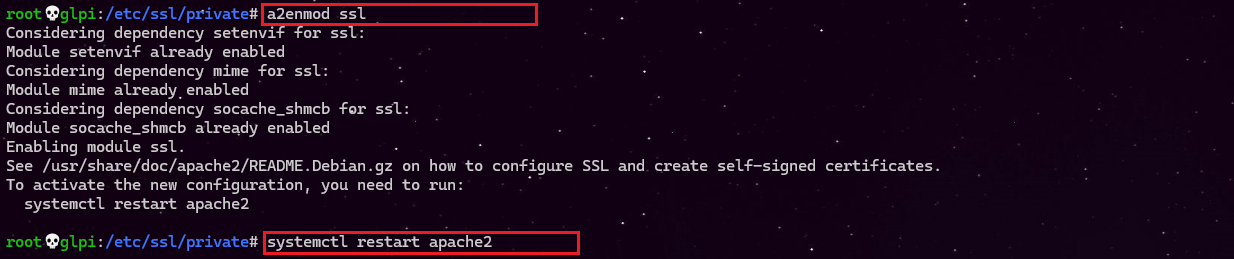 root💀glpi:/etc/ssl/private# a2enmod ssl
Considering dependency setenvif for ssl:
Module setenvif already enabled
Considering dependency mime for ssl:
Module mime already enabled
Considering dependency socache_shmcb for ssl:
Module socache_shmcb already enabled
Enabling module ssl.
See /usr/share/doc/apache2/README.Debian.gz on how to configure SSL and create self-signed certificates.
To activate the new configuration, you need to run:
  systemctl restart apache2
root💀glpi:/etc/ssl/private# systemctl restart apache2